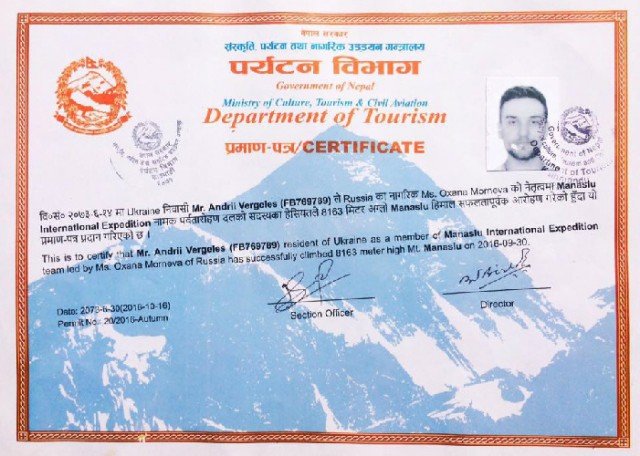 नेपाल सरकार
संस्कृति, पर्यटन तथा नागरिक उड्डयन मन्त्रालय
पर्यटन विभाग
Government of Nepal
Ministry of Culture, Tourism & Civil Aviation
Department of Tourism
प्रमाण-पत्र/CERTIFICATE
वि०सं० २०७३-६-१४ मा Ukraine निवासी Mr. Andrii Vergeles (FB769789) ले Russia का नागरिक Ms. Oxana Morneva को नेतृत्वमा Manaslu
International Expedition नामक पर्वतारोहण दलको सदस्यका हैसियतले 8163 मिटर अग्लो Manaslu हिमाल सफलतापूर्वक आरोहण गरेको हुँदा यो
प्रमाण-पत्र प्रदान गरिएको छ ।
This is to certify that Mr. Andrii Vergeles (FB769789) resident of Ukraine as a member of Manaslu International Expedition
team led by Ms. Oxana Morneva of Russia has successfully climbed 8163 meter high Mt. Manaslu on 2016-09-30.
Date: 2073-6-30(2016-10-16)
Permit No.: 20/2016-Autumn
Section Officer
Director